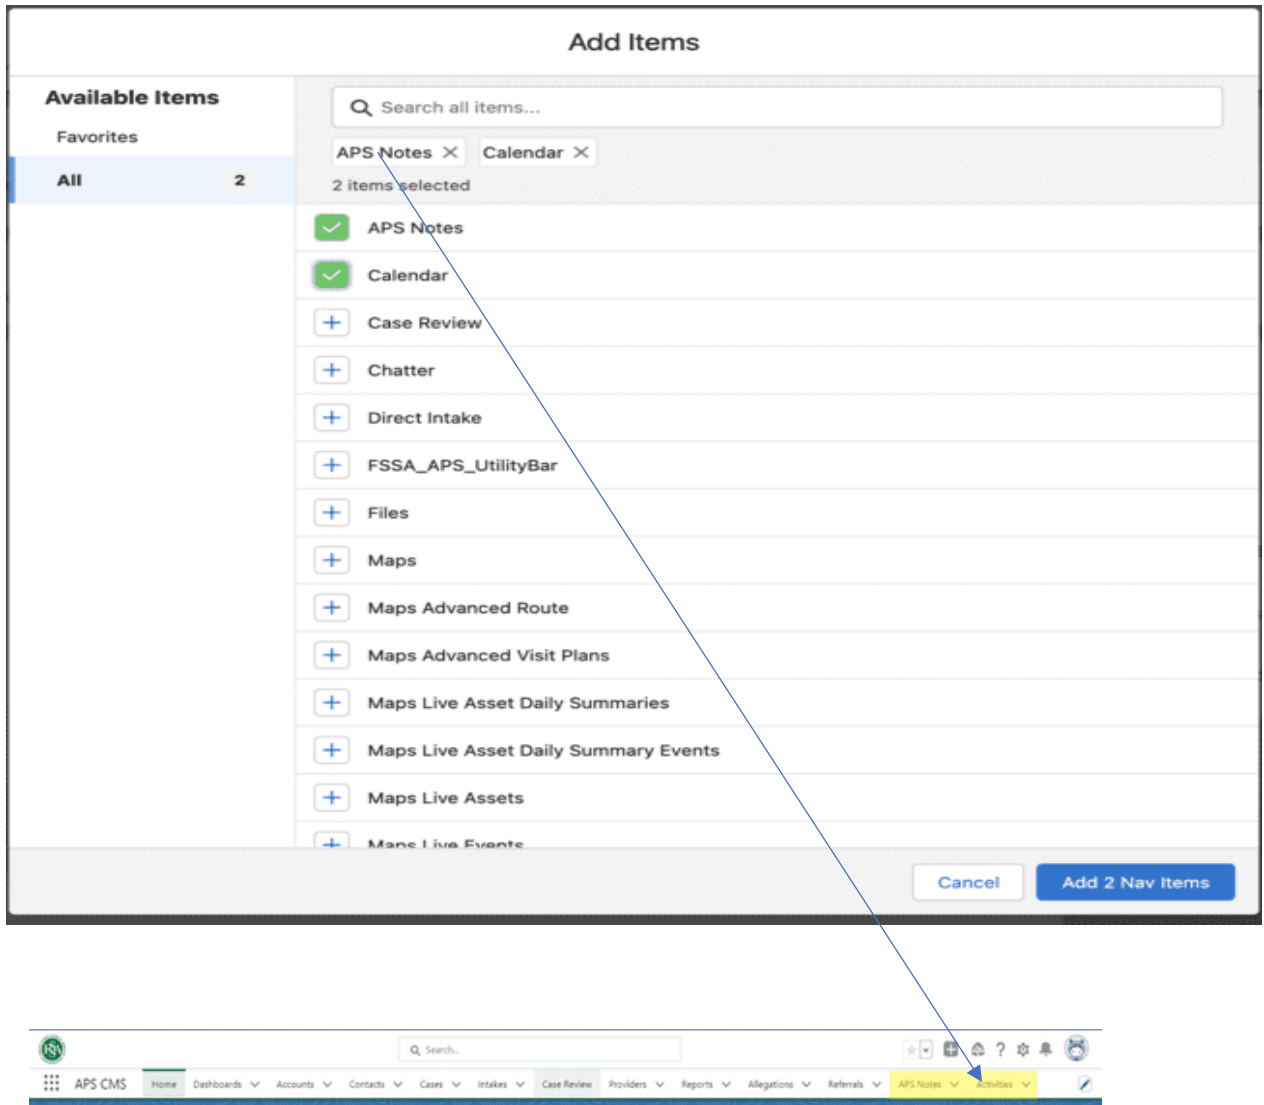 Add Items
Available Items
Favorites
All 2
Search all items...
APS Notes Calendar
2 items selected
APS Notes
Calendar
Case Review
Chatter
Direct Intake
FSSA_APS_UtilityBar
Files
Maps
Maps Advanced Route
Maps Advanced Visit Plans
Maps Live Asset Daily Summaries
Maps Live Asset Daily Summary Events
Maps Live Assets
Maps Live Events
Cancel Add 2 Nav Items
Search...
APS CMS Home Dashboards Accounts Contacts Cases Intakes Case Review Providers Reports Allegations Referrals APS Notes Activities